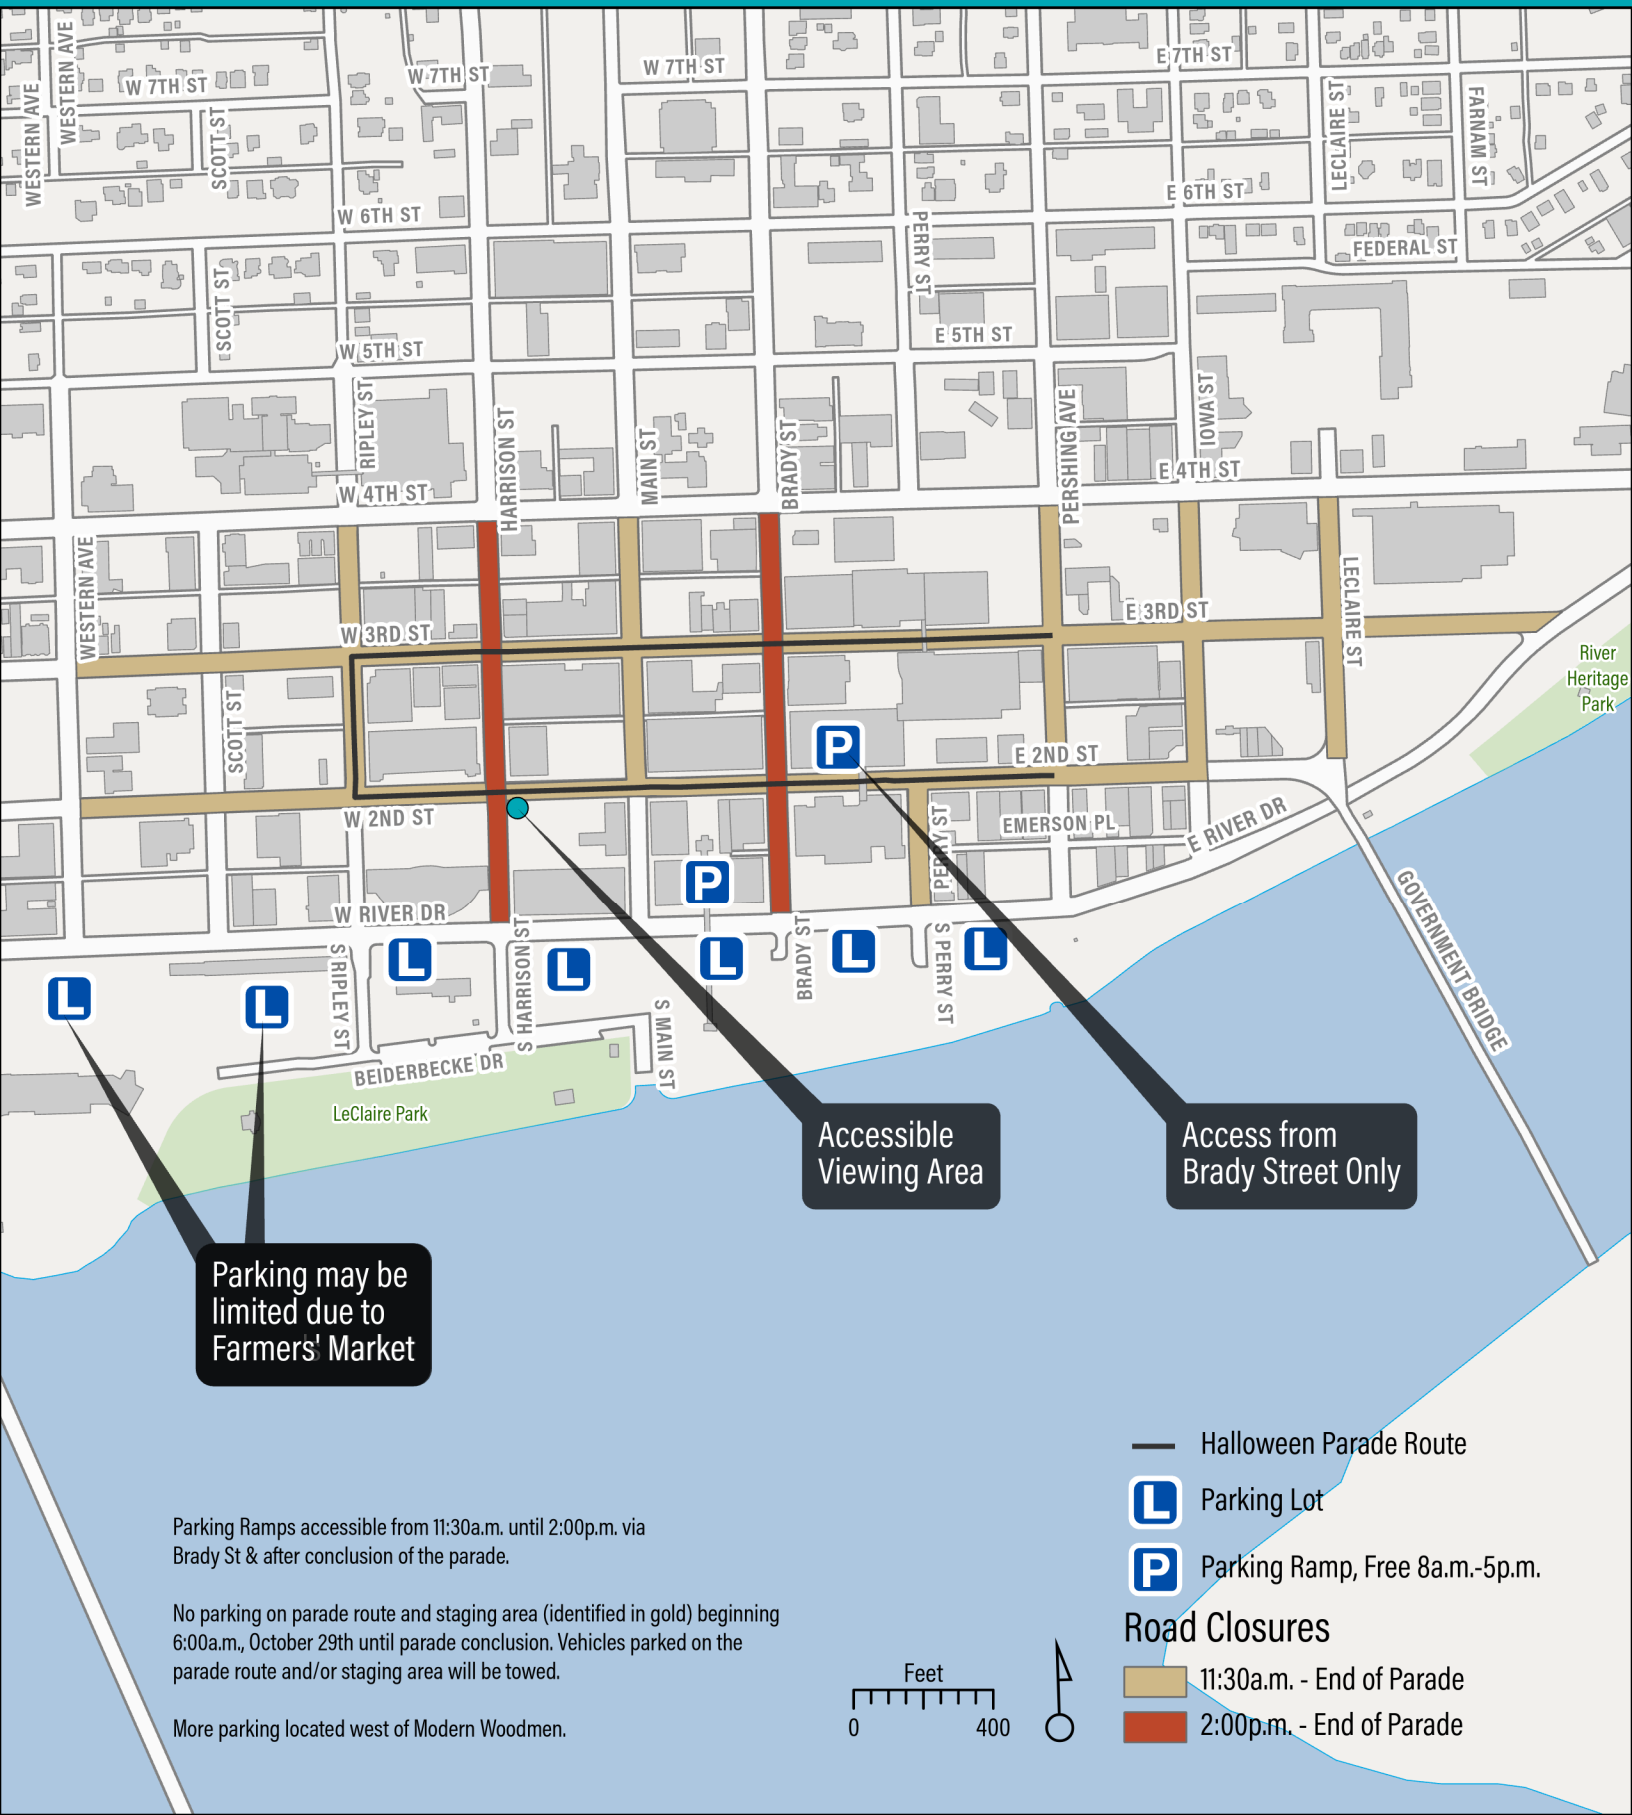 WESTERN AVE
WESTERN AVE
W 7TH ST
W 7TH ST
W 7TH ST
E 7TH ST
SCOTT ST
LECLAIRE ST
FARNAM ST
W 6TH ST
E 6TH ST
PERRY ST
FEDERAL ST
SCOTT ST
W 5TH ST
E 5TH ST
RIPLEY ST
HARRISON ST
MAIN ST
BRADY ST
PERSHING AVE
IOWA ST
W 4TH ST
E 4TH ST
WESTERN AVE
LECLAIRE ST
W 3RD ST
E 3RD ST
River
Heritage
Park
SCOTT ST
P
E 2ND ST
W 2ND ST
PERRY ST
EMERSON PL
E RIVER DR
P
W RIVER DR
GOVERNMENT BRIDGE
S RIPLEY ST
L
S HARRISON ST
L
L
BRADY ST
L
S PERRY ST
L
L
L
S MAIN ST
BEIDERBECKE DR
LeClaire Park
Accessible
Viewing Area
Access from
Brady Street Only
Parking may be
limited due to
Farmers' Market
Halloween Parade Route
L Parking Lot
P Parking Ramp, Free 8a.m.-5p.m.
Road Closures
11:30a.m. - End of Parade
2:00p.m. - End of Parade
Parking Ramps accessible from 11:30a.m. until 2:00p.m. via
Brady St & after conclusion of the parade.
No parking on parade route and staging area (identified in gold) beginning
6:00a.m., October 29th until parade conclusion. Vehicles parked on the
parade route and/or staging area will be towed.
More parking located west of Modern Woodmen.
Feet
0 400